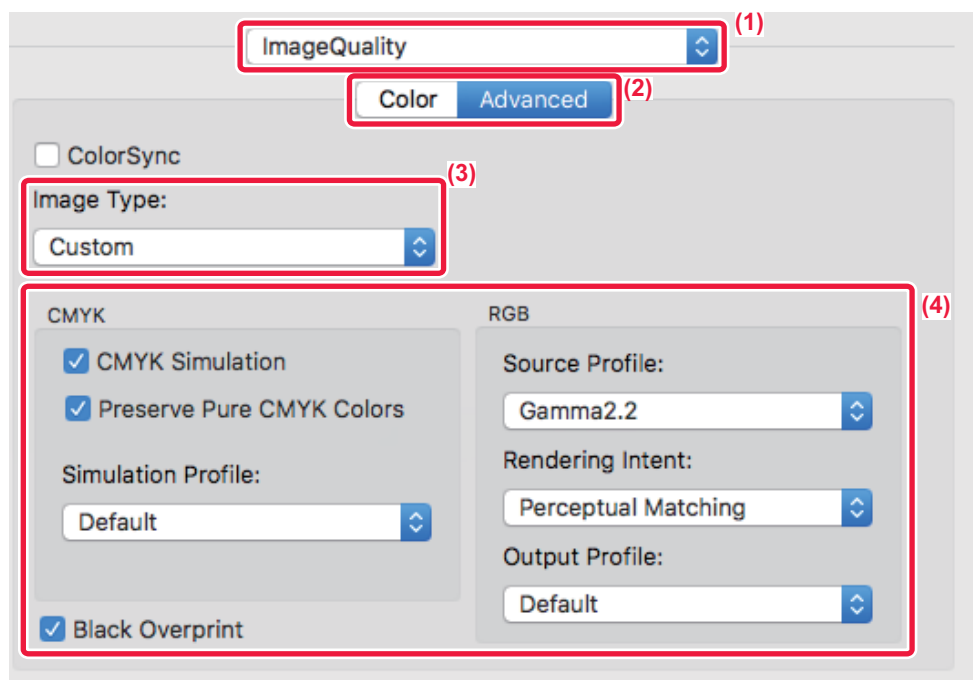 (1)
ImageQuality
Color Advanced
(2)
ColorSync
(3)
Image Type:
Custom
(4)
CMYK
CMYK Simulation
Preserve Pure CMYK Colors
Simulation Profile:
Default
Black Overprint
RGB
Source Profile:
Gamma2.2
Rendering Intent:
Perceptual Matching
Output Profile:
Default